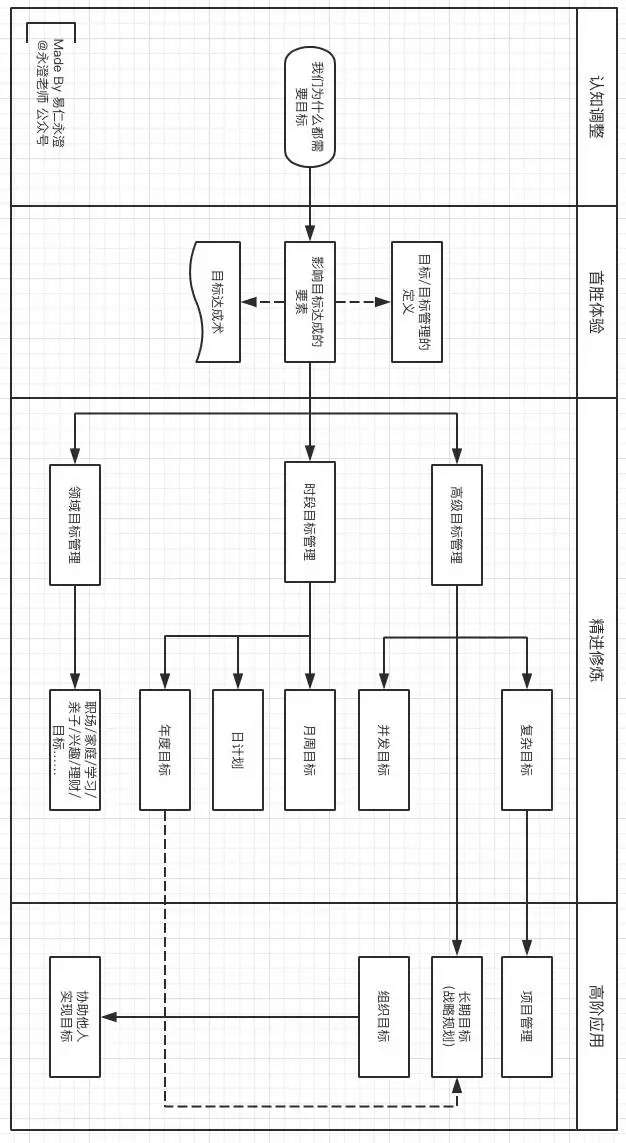 认知调整
我们为什么都需
要目标
Made By 易仁永澄
@永澄老师 公众号
首胜体验
目标/目标管理的
定义
影响目标达成的
要素
目标达成术
精进修炼
高级目标管理
时段目标管理
领域目标管理
复杂目标
并发目标
月周目标
日计划
年度目标
职场/家庭/学习/
亲子/兴趣/理财/
目标……
高阶应用
项目管理
长期目标
(战略规划)
组织目标
协助他人
实现目标